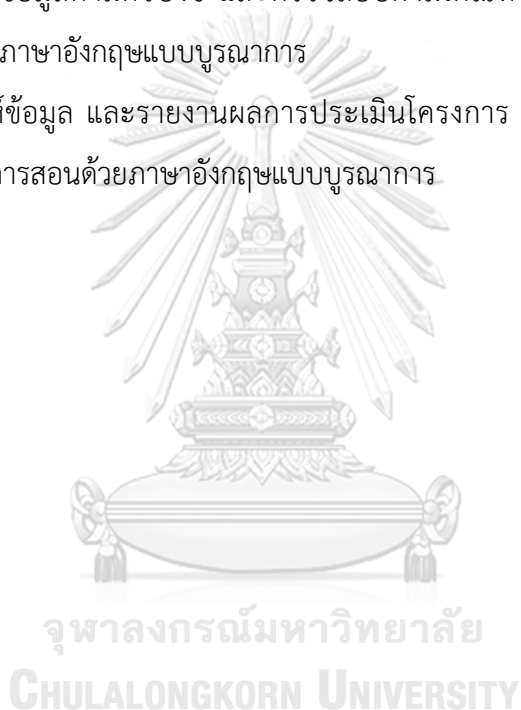 ภาษาอังกฤษแบบบูรณาการ
ข้อมูล และรายงานผลการประเมินโครงการ
การสอนด้วยภาษาอังกฤษแบบบูรณาการ
จุฬาลงกรณ์มหาวิทยาลัย
CHULALONGKORN UNIVERSITY